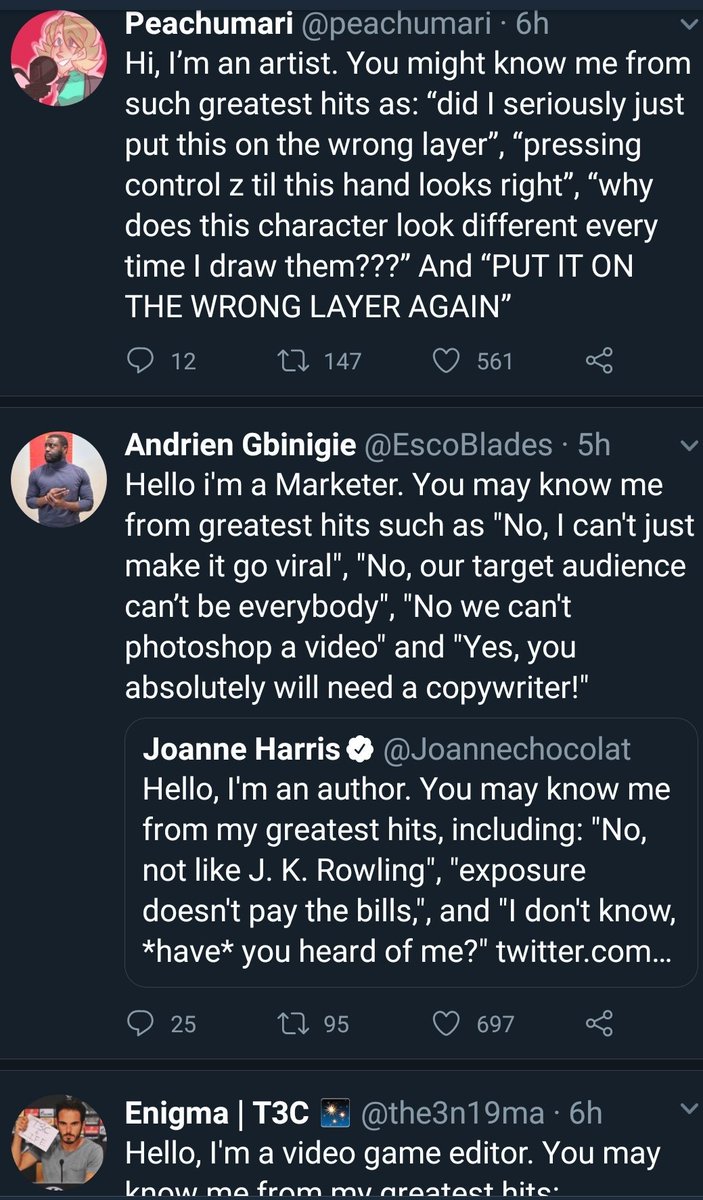 Peachumari @peachumari · 6h
Hi, I’m an artist. You might know me from
such greatest hits as: “did I seriously just
put this on the wrong layer”, “pressing
control z til this hand looks right”, “why
does this character look different every
time I draw them???” And “PUT IT ON
THE WRONG LAYER AGAIN”
12 147 561
Andrien Gbinigie @EscoBlades · 5h
Hello i'm a Marketer. You may know me
from greatest hits such as "No, I can't just
make it go viral", "No, our target audience
can’t be everybody", "No we can't
photoshop a video" and "Yes, you
absolutely will need a copywriter!"
Joanne Harris @Joannechocolat
Hello, I'm an author. You may know me
from my greatest hits, including: "No,
not like J. K. Rowling", "exposure
doesn't pay the bills,", and "I don't know,
*have* you heard of me?" twitter.com...
25 95 697
Enigma | T3C 🎇 @the3n19ma · 6h
Hello, I'm a video game editor. You may
know me from my greatest hits: